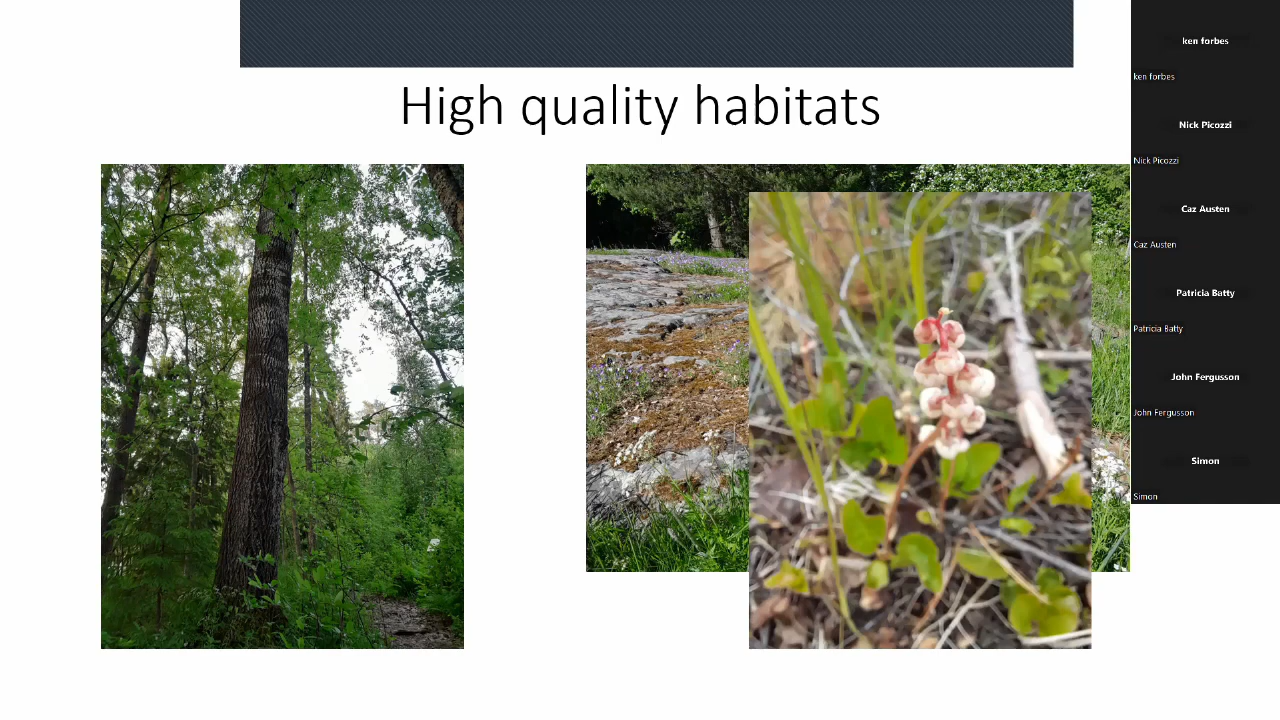 High quality habitats
ken forbes
ken forbes
Nick Picozzi
Nick Picozzi
Caz Austen
Caz Austen
Patricia Batty
Patricia Batty
John Fergusson
John Fergusson
Simon
Simon